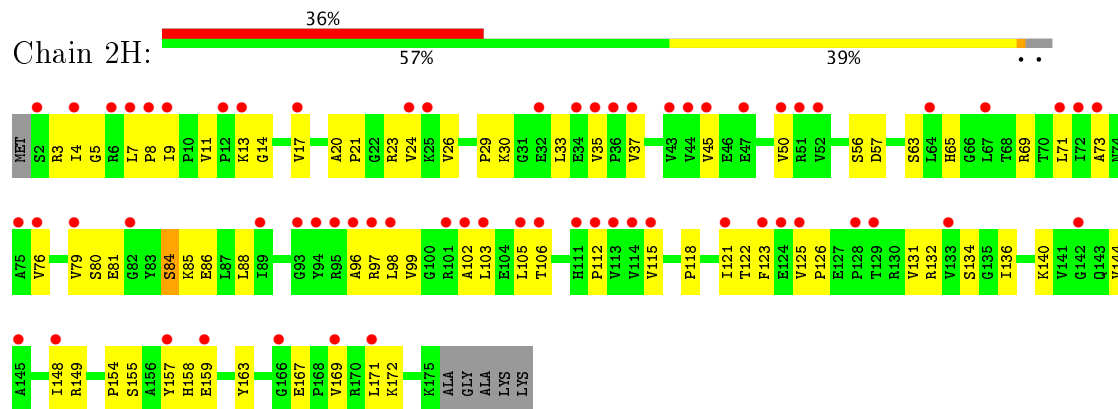 36%
Chain 2H:
57% 39% . .
MET S2 R3 I4 G5 R6 L7 P8 I9 P10 V11 P12 K13 G14 V17 A20 P21 G22 R23 V24 K25 V26 P29 K30 G31 E32 L33 E34 V35 P36 V37 V43 V44 V45 E46 E47 V50 R51 V52 S56 D57 S63 L64 H65 G66 L67 T68 R69 T70 L71 I72 A73 N74
A75 V76 V79 S80 E81 G82 Y83 S84 K85 E86 L87 L88 I89 G93 Y94 R95 A96 R97 L98 V99 G100 R101 A102 L103 E104 L105 T106 H111 P112 V113 V114 V115 P118 I121 T122 F123 E124 V125 P126 E127 P128 T129 R130 V131 R132 V133 S134 G135 I136 K140 V141 G142 Q143 V144
A145 I148 R149 P154 S155 A156 Y157 H158 E159 Y163 G166 E167 P168 V169 R170 L171 K172 K175 ALA GLY ALA LYS LYS